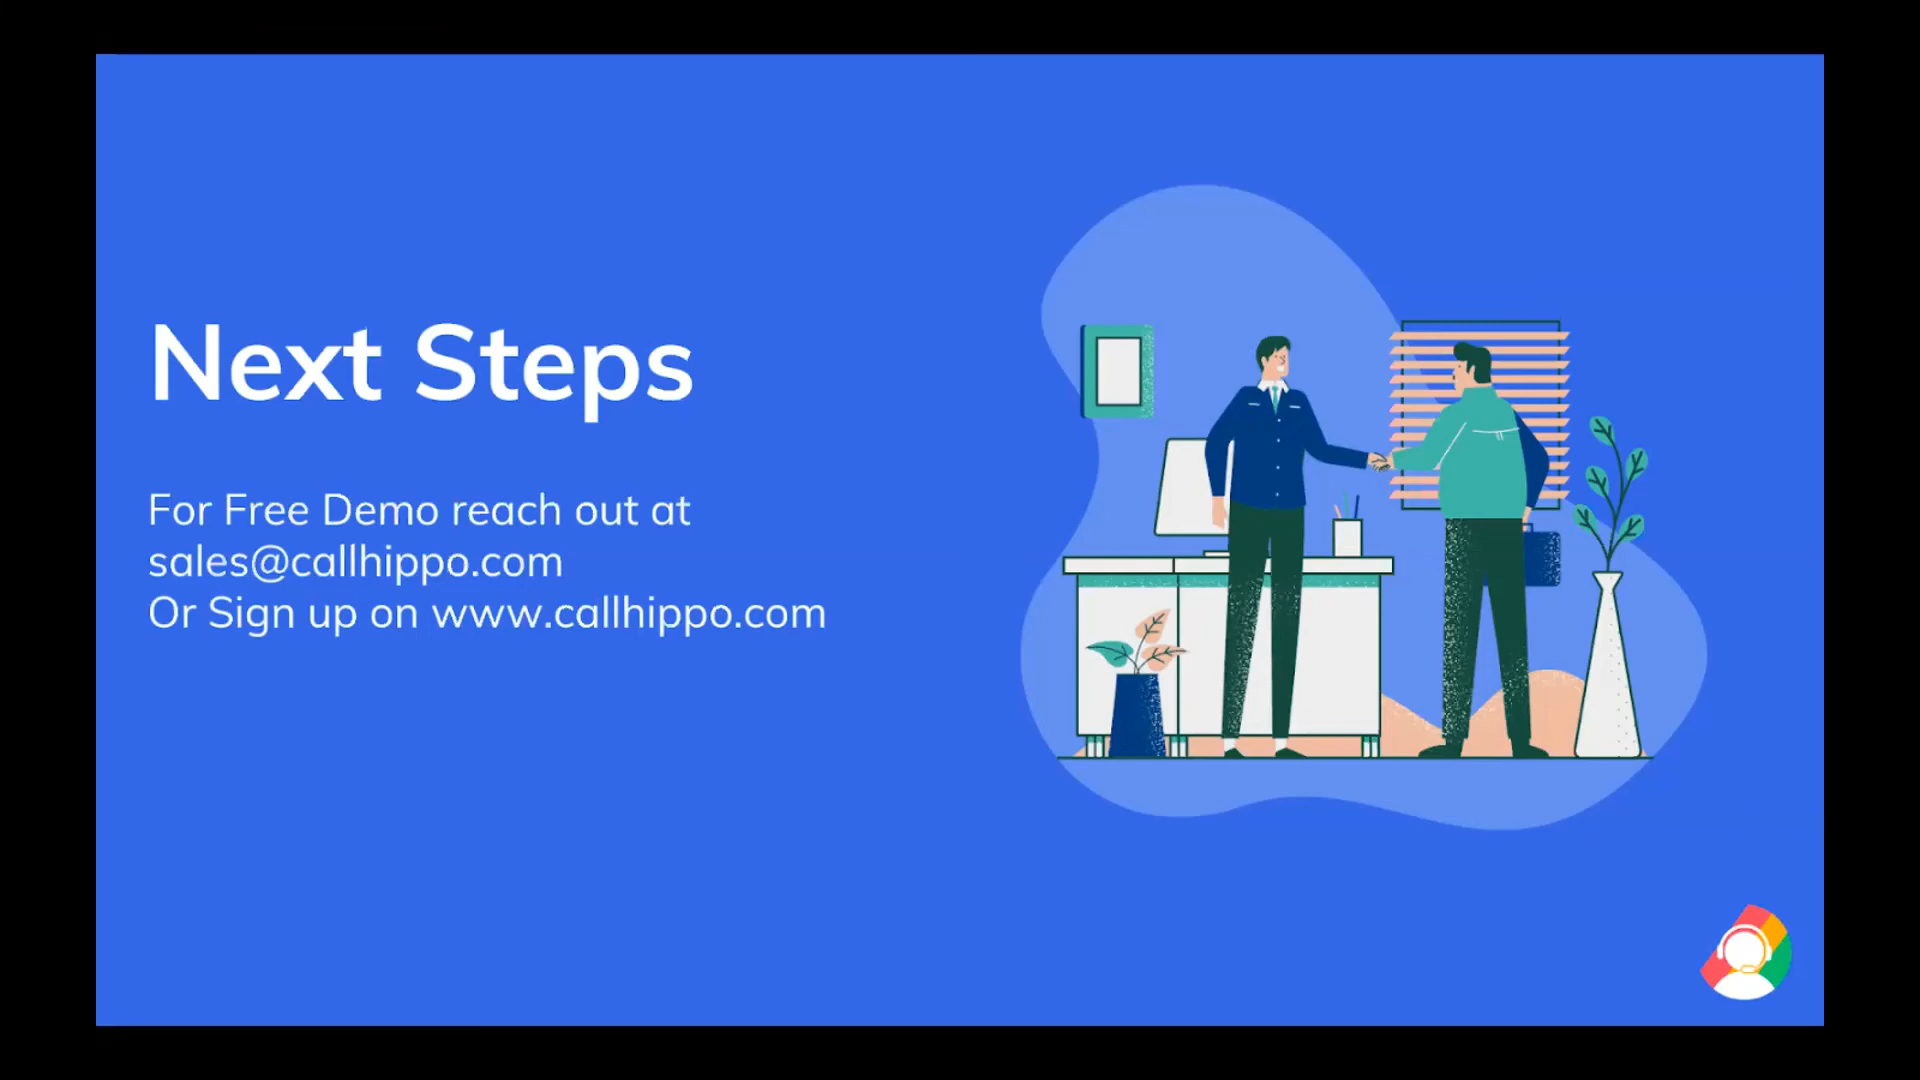 Next Steps
For Free Demo reach out at
sales@callhippo.com
Or Sign up on www.callhippo.com